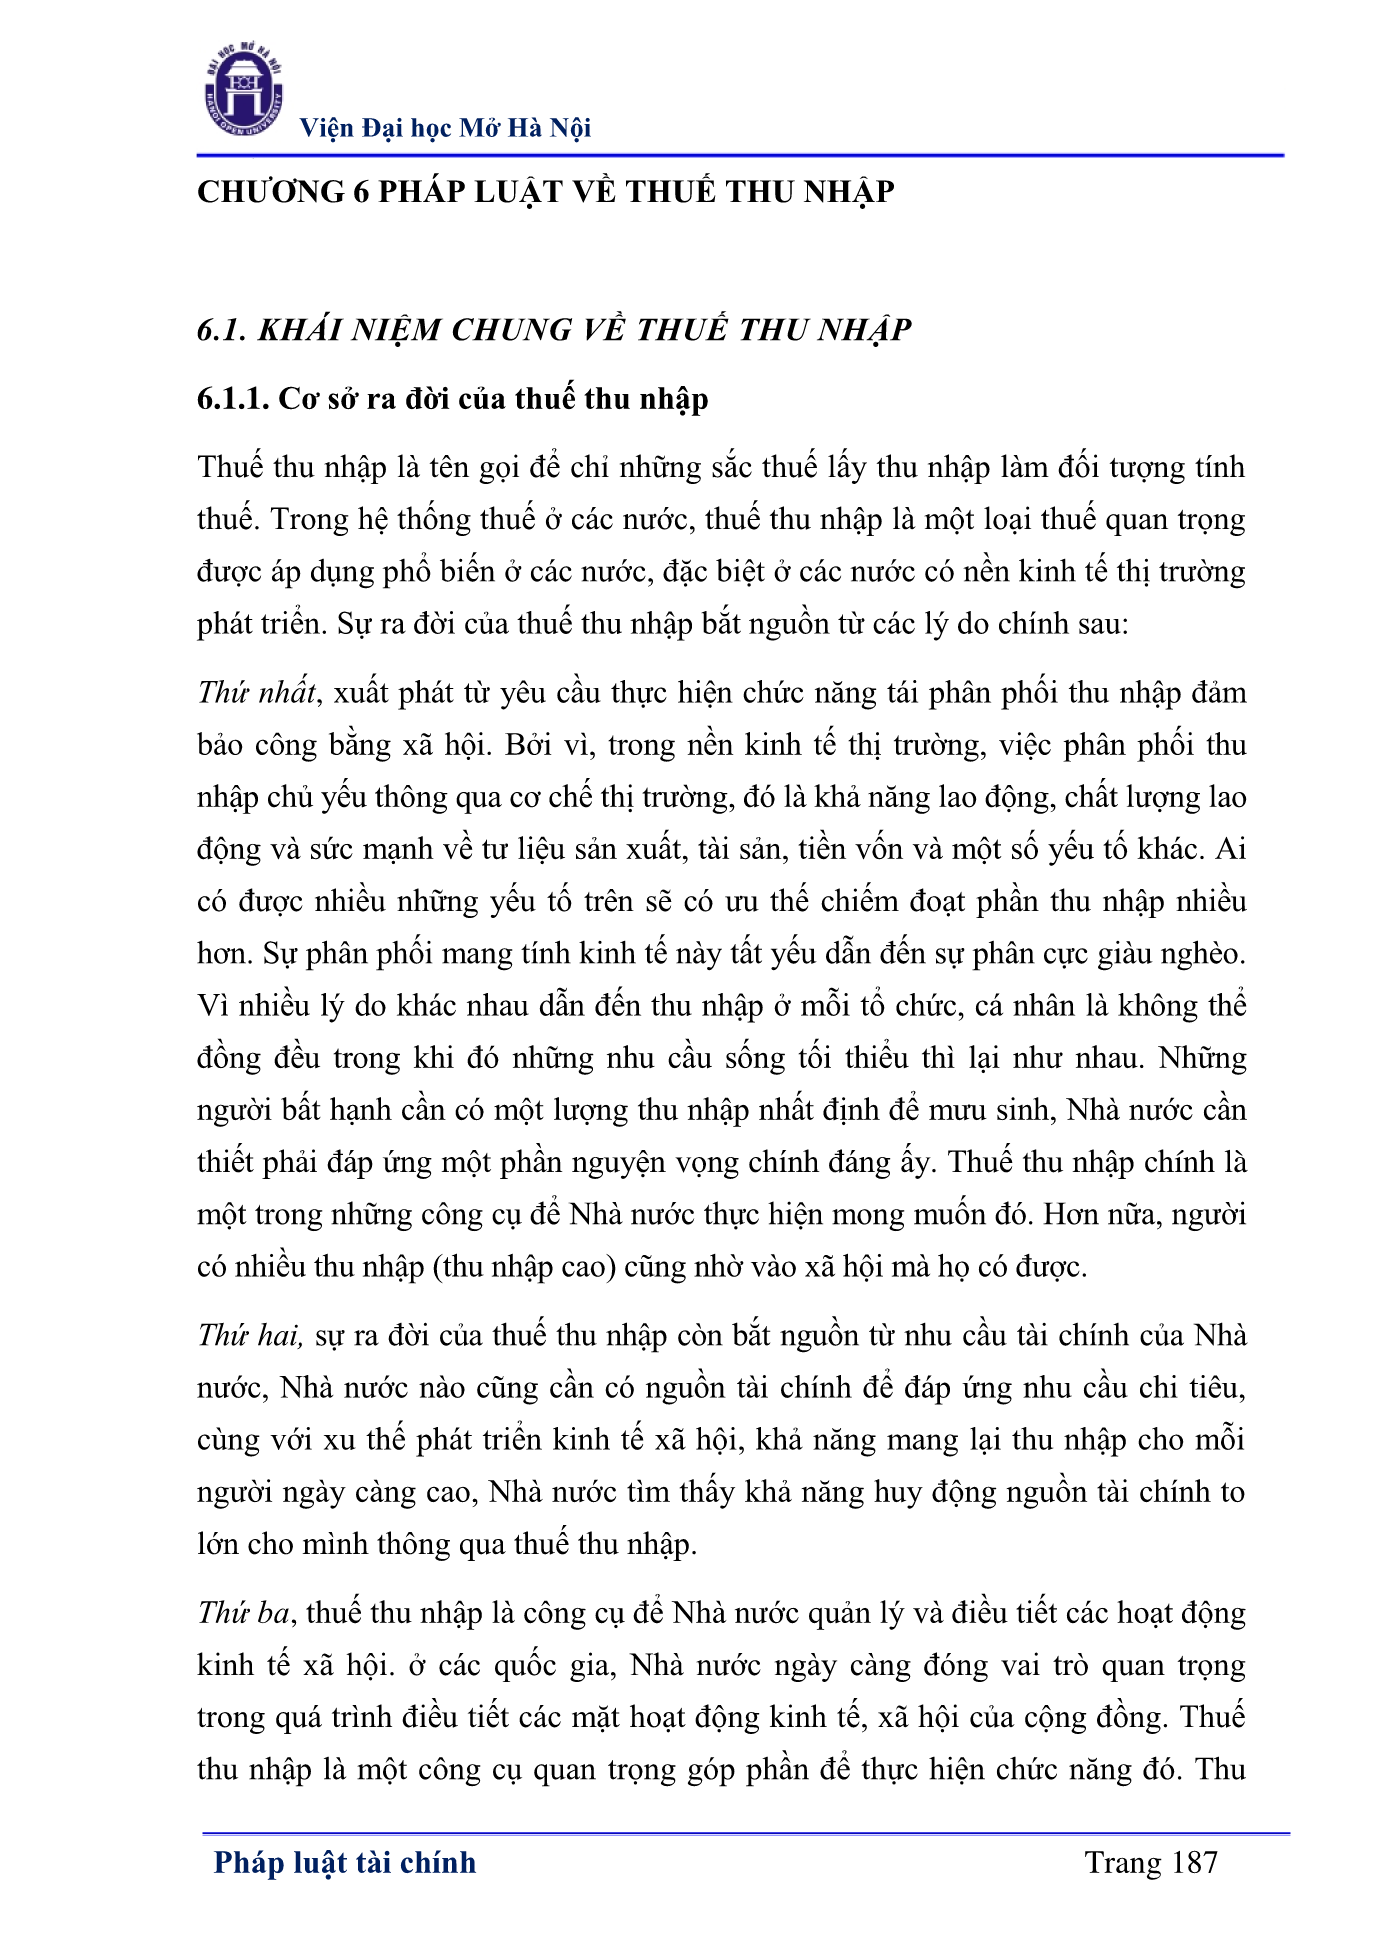 ĐẠI HỌC MỞ HÀ NỘI
HANOI OPEN UNIVERSITY
Viện Đại học Mở Hà Nội
CHƯƠNG 6 PHÁP LUẬT VỀ THUẾ THU NHẬP
6.1. KHÁI NIỆM CHUNG VỀ THUẾ THU NHẬP
6.1.1. Cơ sở ra đời của thuế thu nhập
Thuế thu nhập là tên gọi để chỉ những sắc thuế lấy thu nhập làm đối tượng tính
thuế. Trong hệ thống thuế ở các nước, thuế thu nhập là một loại thuế quan trọng
được áp dụng phổ biến ở các nước, đặc biệt ở các nước có nền kinh tế thị trường
phát triển. Sự ra đời của thuế thu nhập bắt nguồn từ các lý do chính sau:
Thứ nhất, xuất phát từ yêu cầu thực hiện chức năng tái phân phối thu nhập đảm
bảo công bằng xã hội. Bởi vì, trong nền kinh tế thị trường, việc phân phối thu
nhập chủ yếu thông qua cơ chế thị trường, đó là khả năng lao động, chất lượng lao
động và sức mạnh về tư liệu sản xuất, tài sản, tiền vốn và một số yếu tố khác. Ai
có được nhiều những yếu tố trên sẽ có ưu thế chiếm đoạt phần thu nhập nhiều
hơn. Sự phân phối mang tính kinh tế này tất yếu dẫn đến sự phân cực giàu nghèo.
Vì nhiều lý do khác nhau dẫn đến thu nhập ở mỗi tổ chức, cá nhân là không thể
đồng đều trong khi đó những nhu cầu sống tối thiểu thì lại như nhau. Những
người bất hạnh cần có một lượng thu nhập nhất định để mưu sinh, Nhà nước cần
thiết phải đáp ứng một phần nguyện vọng chính đáng ấy. Thuế thu nhập chính là
một trong những công cụ để Nhà nước thực hiện mong muốn đó. Hơn nữa, người
có nhiều thu nhập (thu nhập cao) cũng nhờ vào xã hội mà họ có được.
Thứ hai, sự ra đời của thuế thu nhập còn bắt nguồn từ nhu cầu tài chính của Nhà
nước, Nhà nước nào cũng cần có nguồn tài chính để đáp ứng nhu cầu chi tiêu,
cùng với xu thế phát triển kinh tế xã hội, khả năng mang lại thu nhập cho mỗi
người ngày càng cao, Nhà nước tìm thấy khả năng huy động nguồn tài chính to
lớn cho mình thông qua thuế thu nhập.
Thứ ba, thuế thu nhập là công cụ để Nhà nước quản lý và điều tiết các hoạt động
kinh tế xã hội. ở các quốc gia, Nhà nước ngày càng đóng vai trò quan trọng
trong quá trình điều tiết các mặt hoạt động kinh tế, xã hội của cộng đồng. Thuế
thu nhập là một công cụ quan trọng góp phần để thực hiện chức năng đó. Thu
Pháp luật tài chính
Trang 187